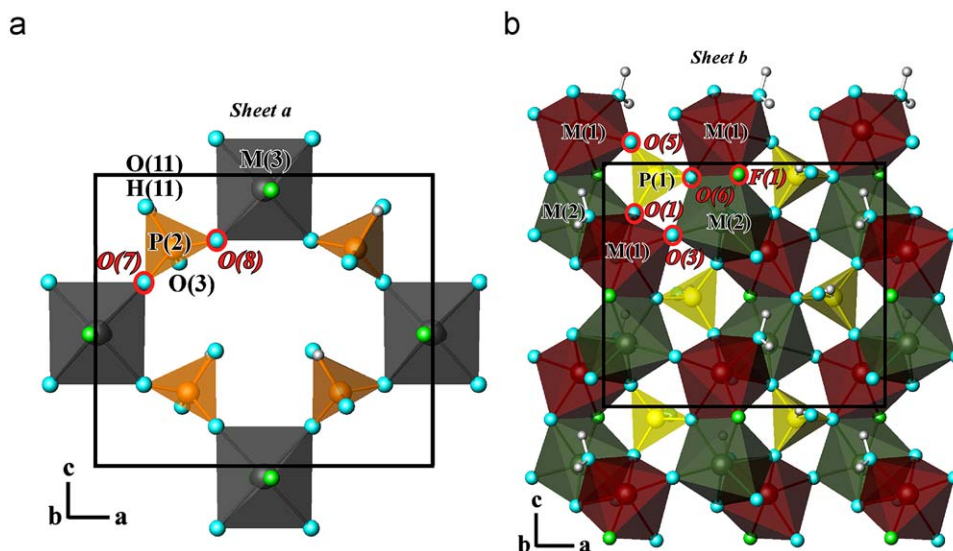 a
Sheet a
M(3)
O(11)
H(11)
P(2)
O(7)
O(8)
O(3)
c
b
a
b
Sheet b
M(1)
M(1)
O(5)
P(1)
F(1)
O(6)
M(2)
O(1)
M(2)
M(1)
O(3)
c
b
a